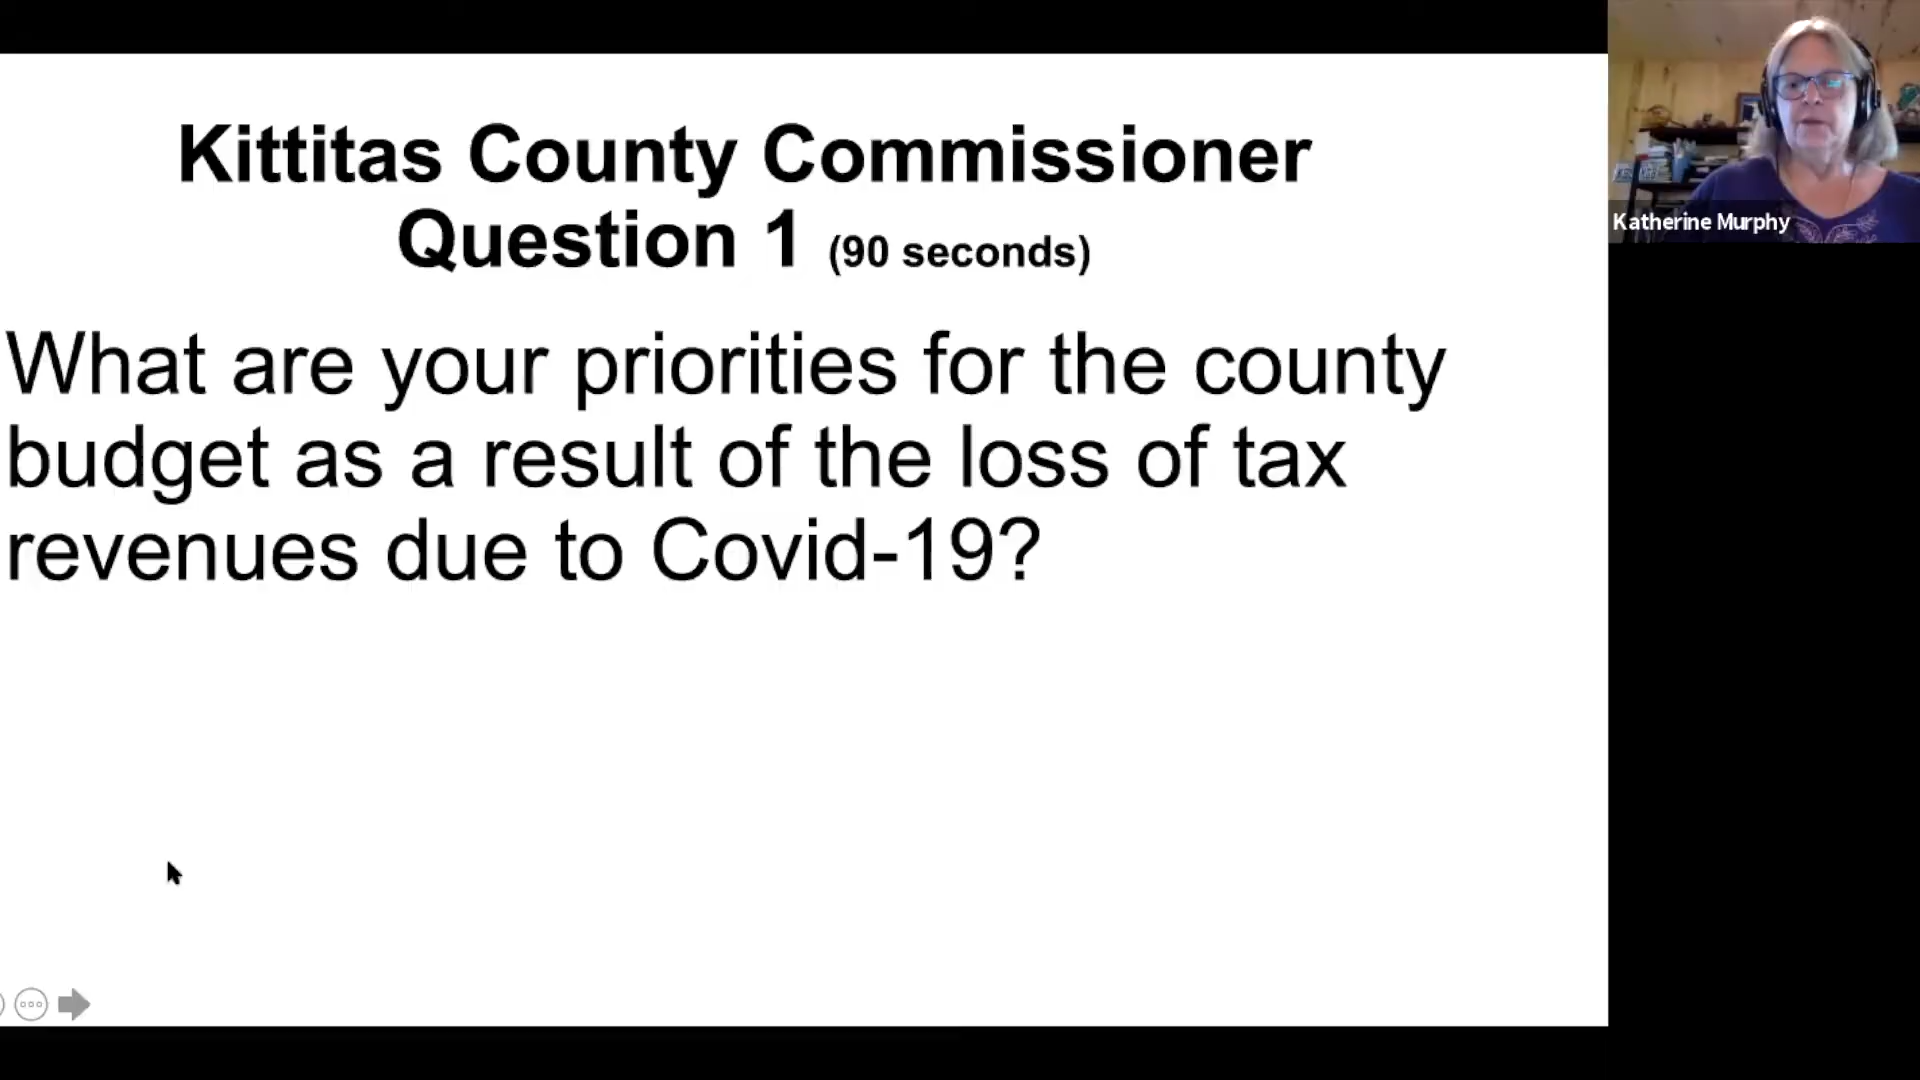 Kittitas County Commissioner
Question 1 (90 seconds)
What are your priorities for the county
budget as a result of the loss of tax
revenues due to Covid-19?
Katherine Murphy